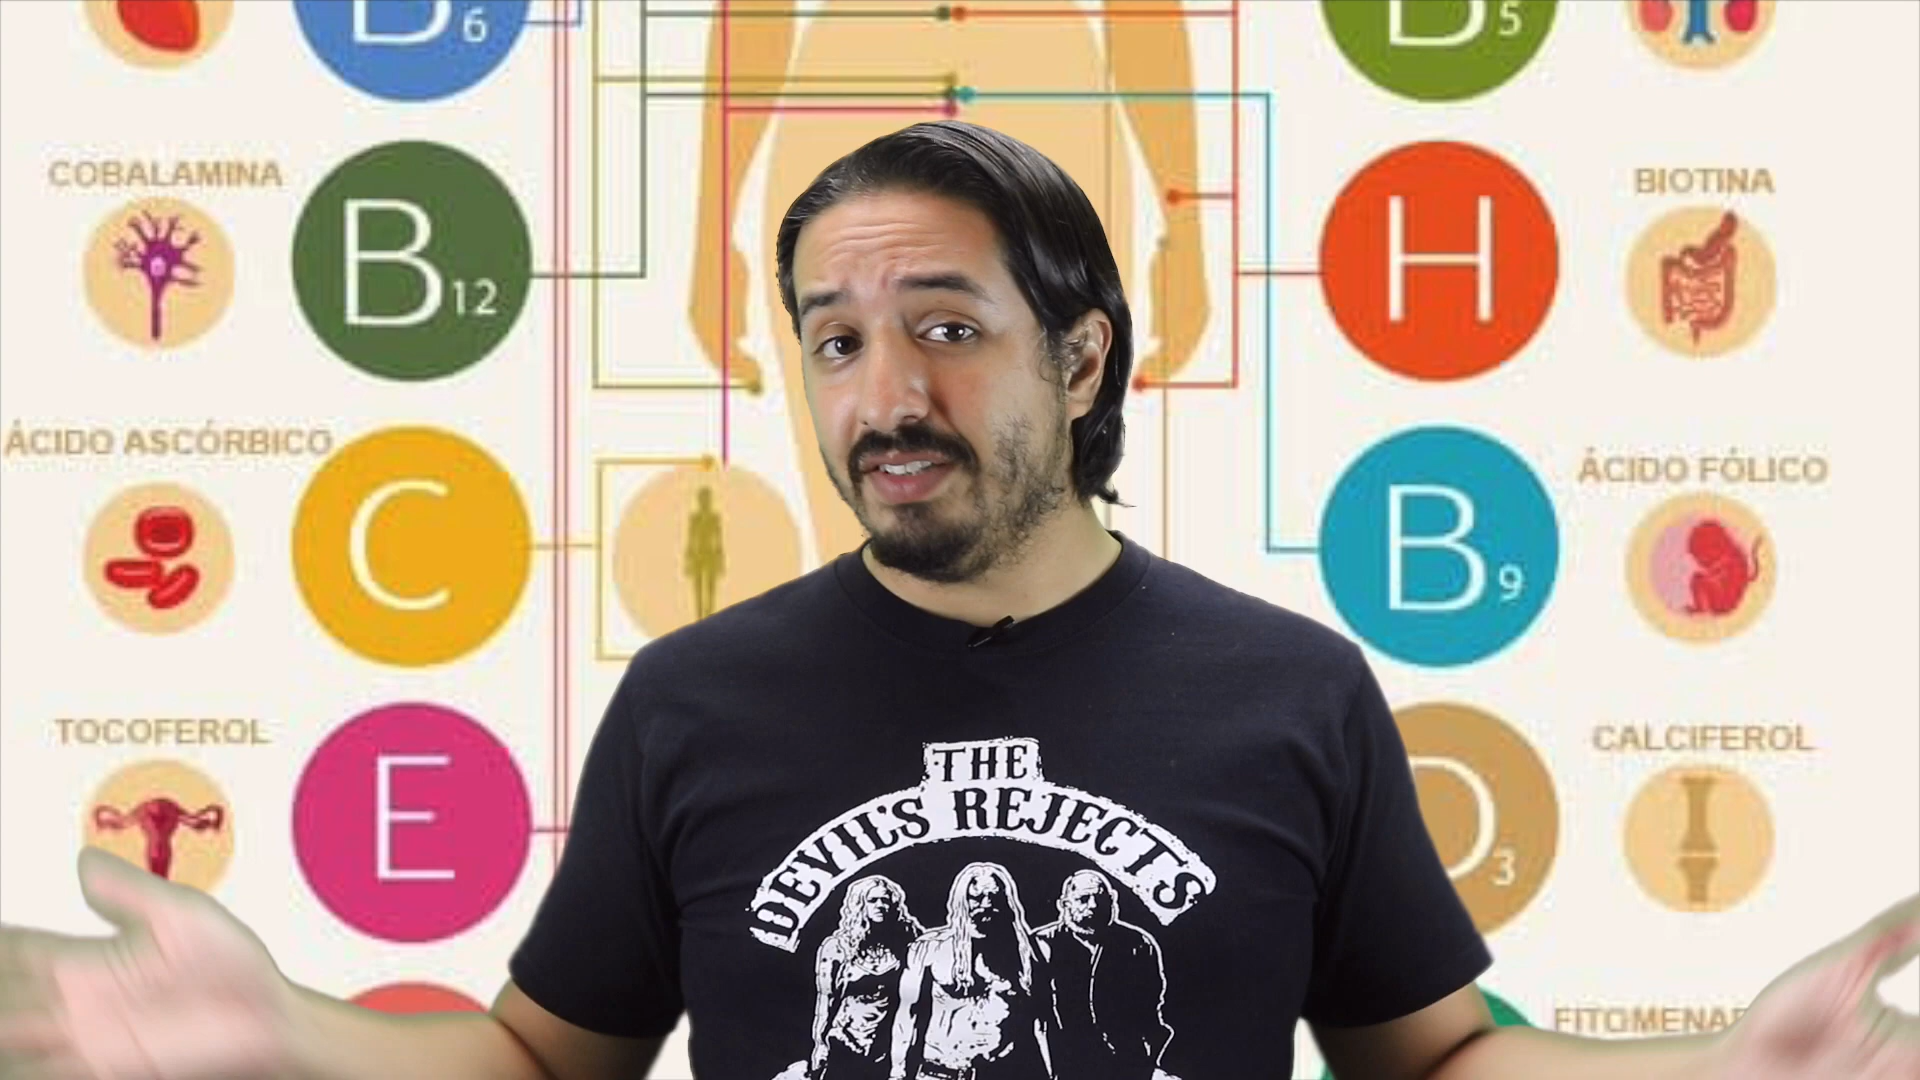 B6
B5
COBALAMINA
B12
H
BIOTINA
ÁCIDO ASCÓRBICO
C
B9
ÁCIDO FÓLICO
TOCOFEROL
E
D3
CALCIFEROL
THE
DEVIL'S REJECTS